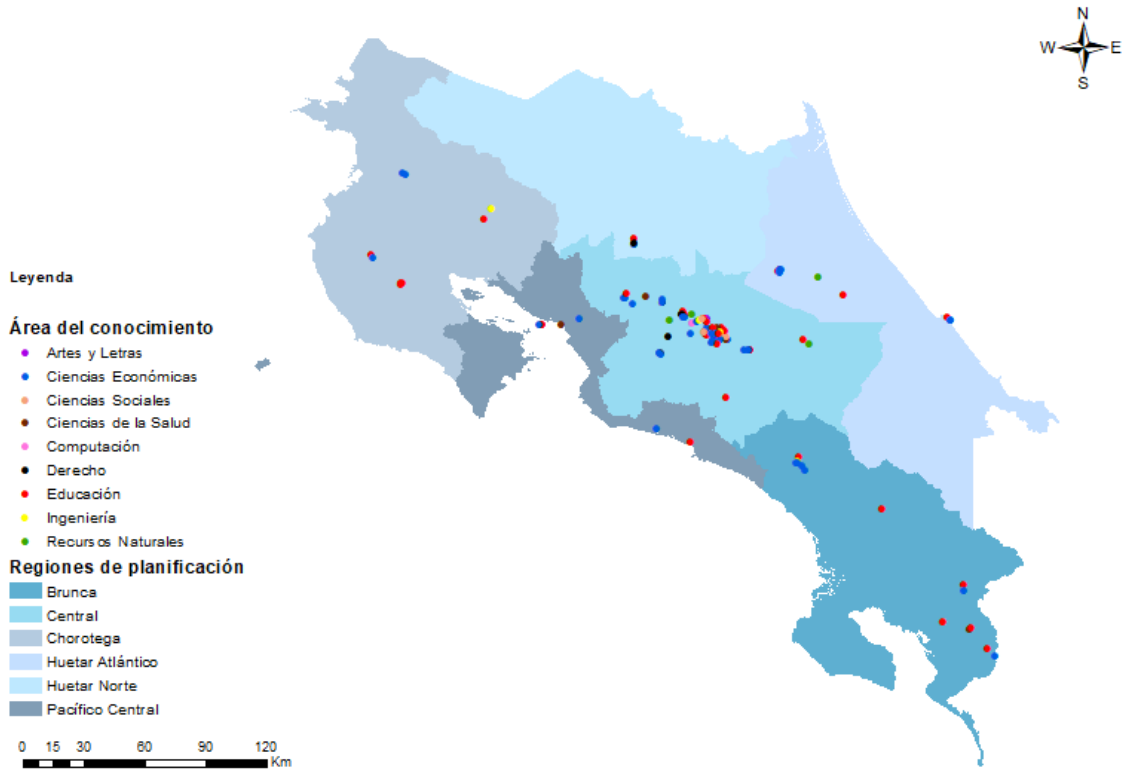 N
W E
S
Leyenda
Área del conocimiento
Artes y Letras
Ciencias Económicas
Ciencias Sociales
Ciencias de la Salud
Computación
Derecho
Educación
Ingeniería
Recursos Naturales
Regiones de planificación
Brunca
Central
Chorotega
Huetar Atlántico
Huetar Norte
Pacífico Central
0 15 30 60 90 120
Km